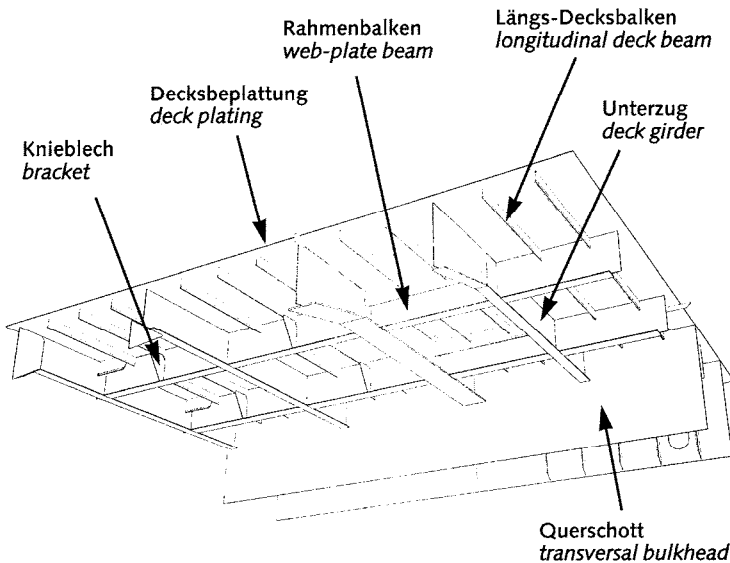 Längs-Decksbalken
longitudinal deck beam
Rahmenbalken
web-plate beam
Decksbeplattung
deck plating
Unterzug
deck girder
Knieblech
bracket
Querschott
transversal bulkhead